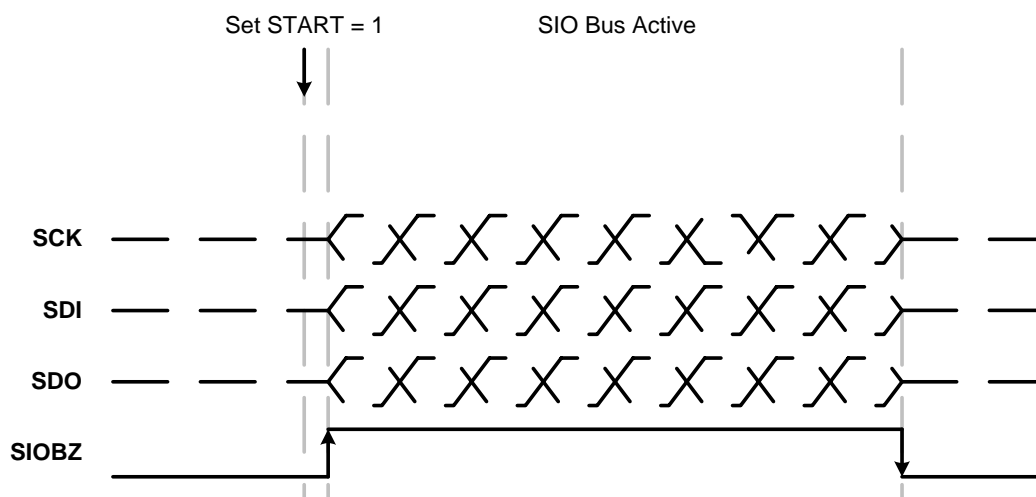 Set START = 1
SIO Bus Active
SCK
SDI
SDO
SIOBZ